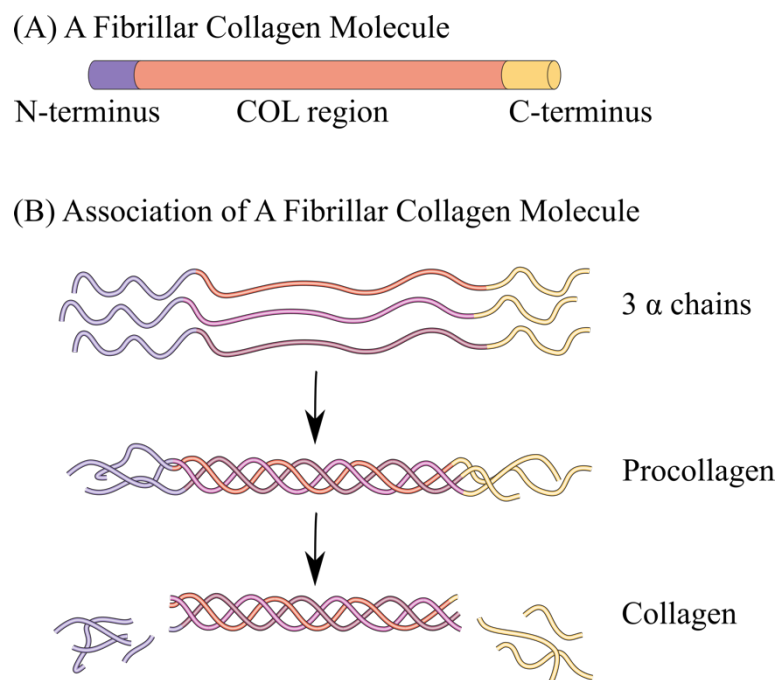 (A) A Fibrillar Collagen Molecule
N-terminus COL region C-terminus
(B) Association of A Fibrillar Collagen Molecule
3 α chains
Procollagen
Collagen